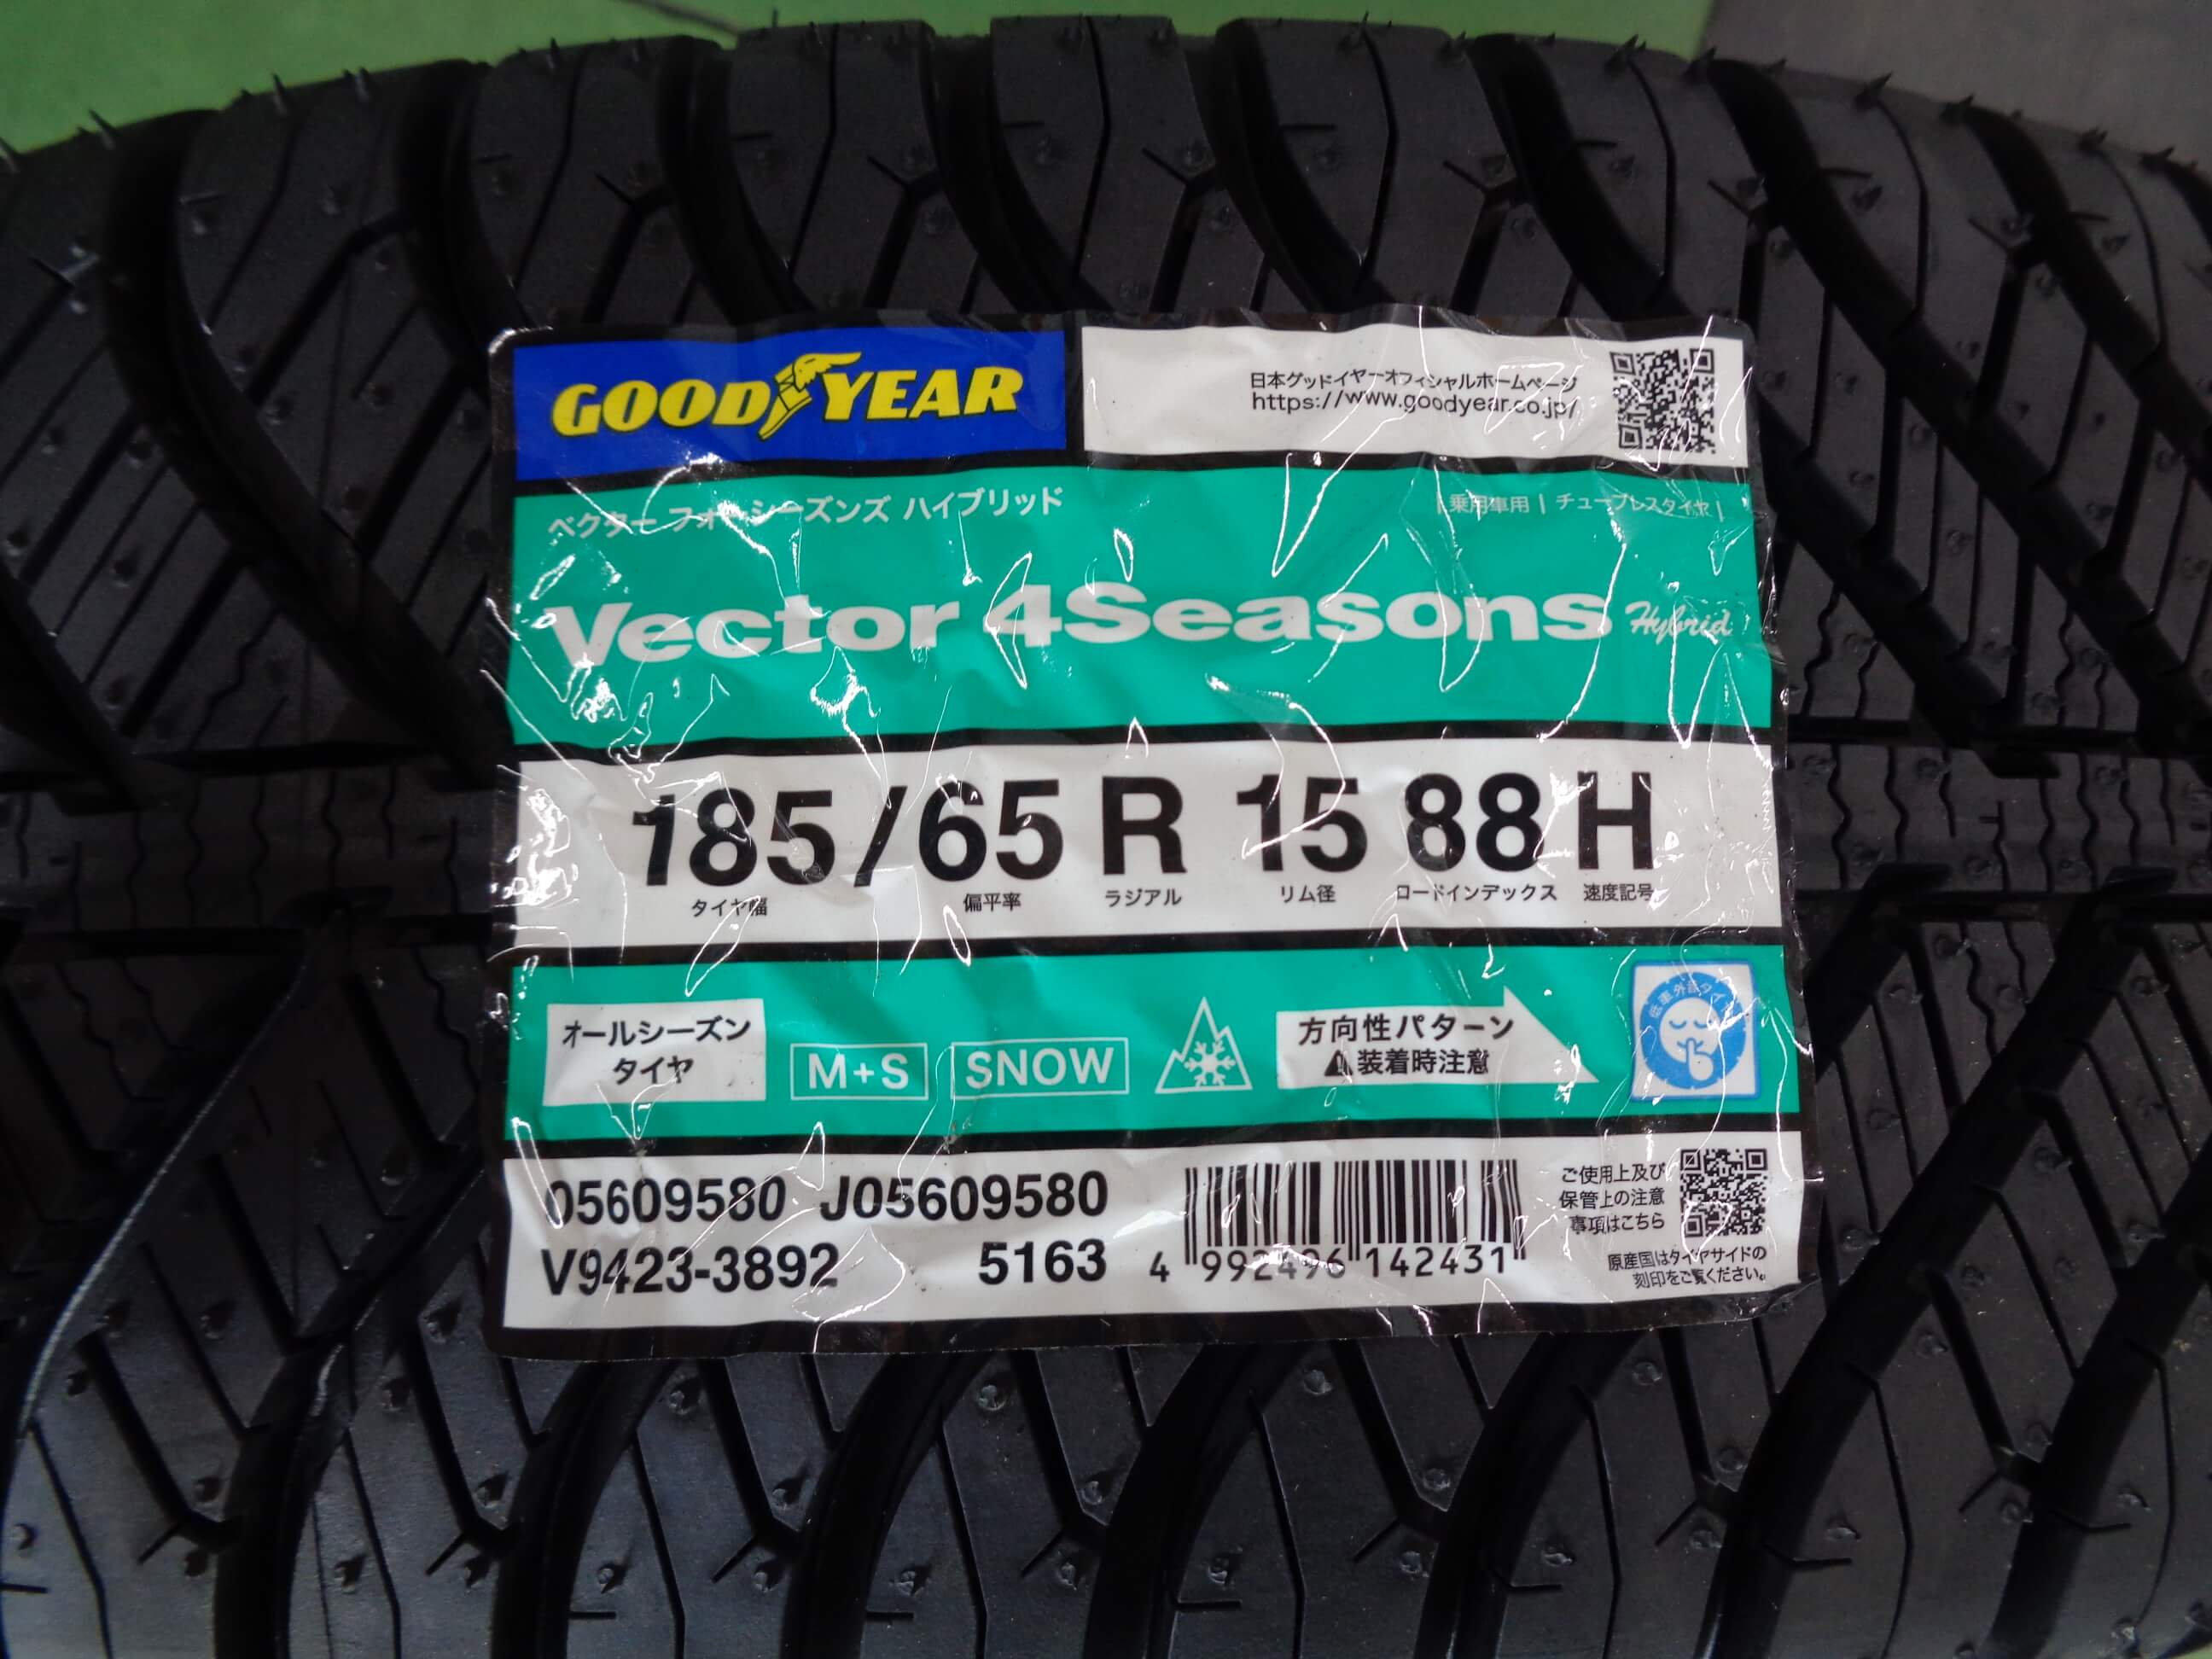 GOODYEAR
日本グッドイヤーオフィシャルホームページ
https://www.goodyear.co.jp/
ベクター フォーシーズンズ ハイブリッド
| 乗用車用 | チューブレスタイヤ |
Vector 4Seasons Hybrid
185/65 R 15 88 H
タイヤ幅 偏平率 ラジアル リム径 ロードインデックス 速度記号
オールシーズン
タイヤ
M+S
SNOW
方向性パターン
装着時注意
低車外音タイヤ
05609580 J05609580
V9423-3892 5163
4 992496 142431
ご使用上及び
保管上の注意
事項はこちら
原産国はタイヤサイドの
刻印をご覧ください。